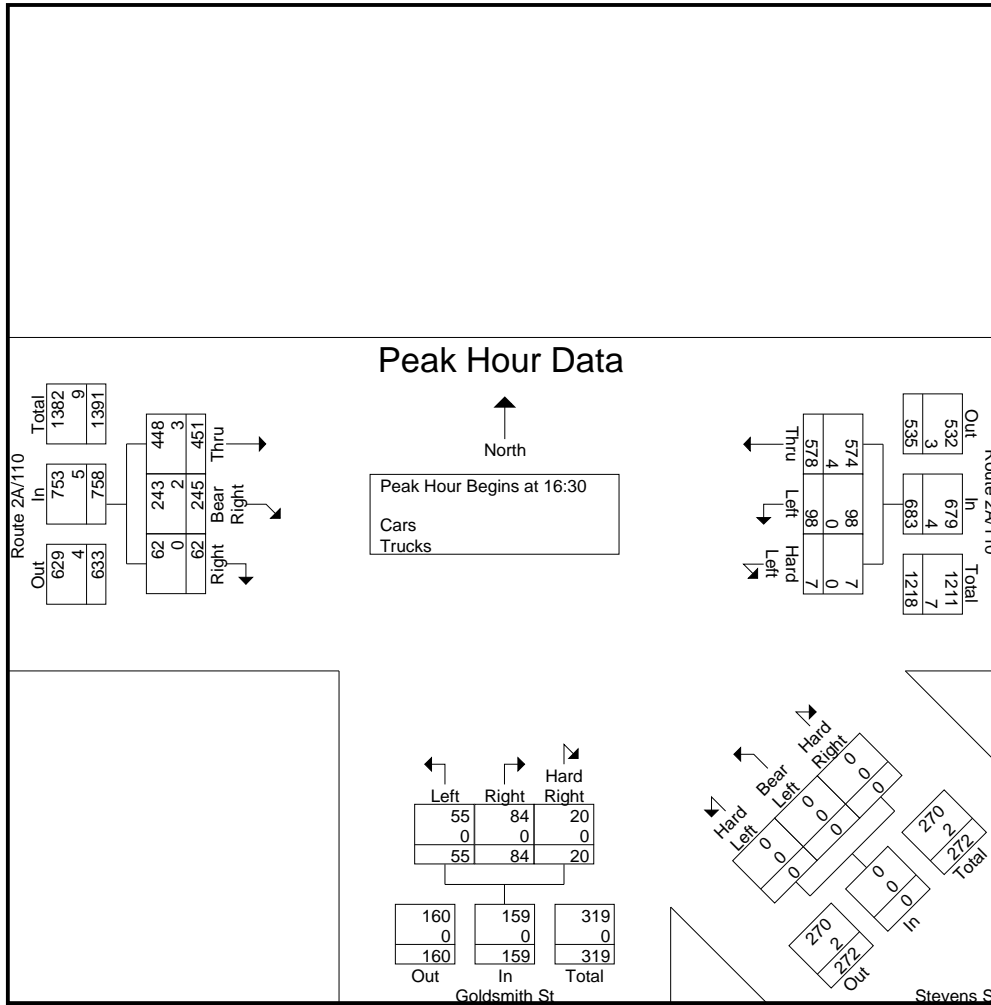 Peak Hour Data
North
Peak Hour Begins at 16:30
Cars
Trucks
Route 2A/110
Total
1382
9
1391
In
753
5
758
Out
629
4
633
448
3
451
Thru
243
2
245
Bear
Right
62
0
62
Right
Route 2A/110
Out
532
3
535
In
679
4
683
Total
1211
7
1218
Thru
574
4
578
Left
98
0
98
Hard
Left
7
0
7
Left
55
0
55
Right
84
0
84
Hard
Right
20
0
20
160
0
160
Out
159
0
159
In
319
0
319
Total
Goldsmith St
Hard
Left
0
0
0
Bear
Left
0
0
0
Hard
Right
0
0
0
270
2
272
Out
0
0
0
In
270
2
272
Total
Stevens S